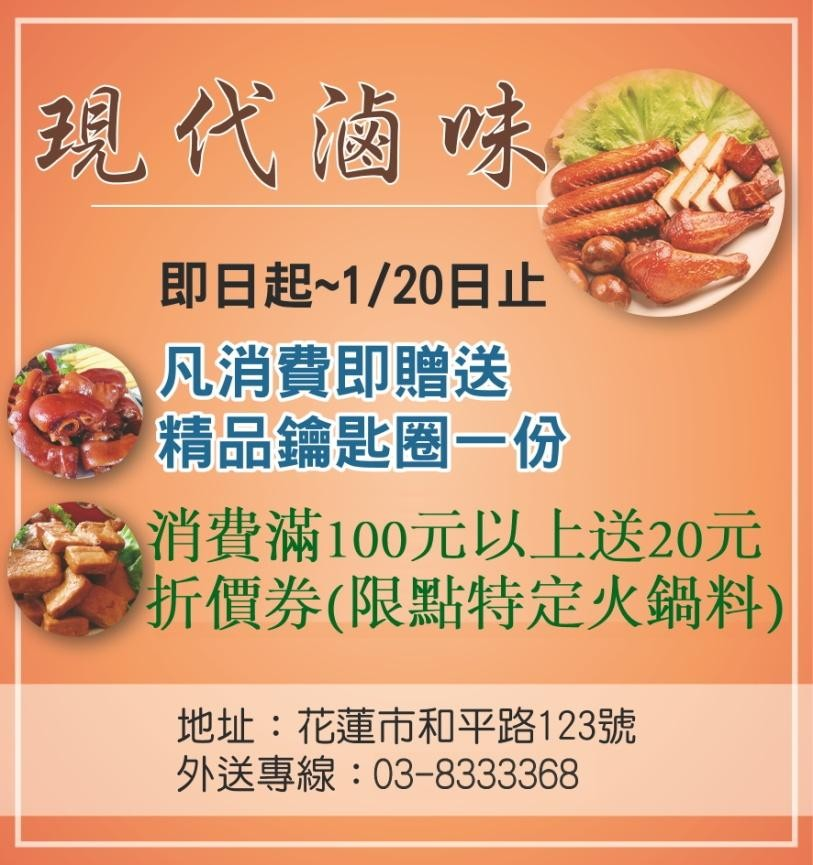 現代滷味
即日起~1/20日止
凡消費即贈送
精品鑰匙圈一份
消費滿100元以上送20元
折價券(限點特定火鍋料)
地址：花蓮市和平路123號
外送專線：03-8333368